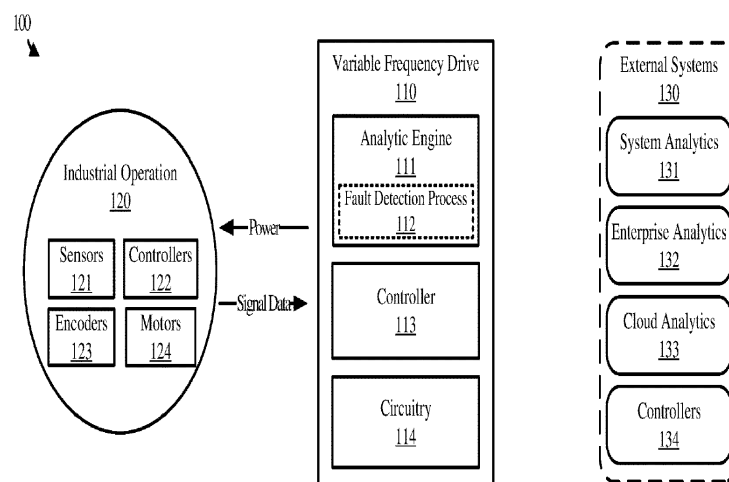 100
Industrial Operation
120
Sensors
121
Controllers
122
Encoders
123
Motors
124
Power
Signal Data
Variable Frequency Drive
110
Analytic Engine
111
Fault Detection Process
112
Controller
113
Circuitry
114
External Systems
130
System Analytics
131
Enterprise Analytics
132
Cloud Analytics
133
Controllers
134